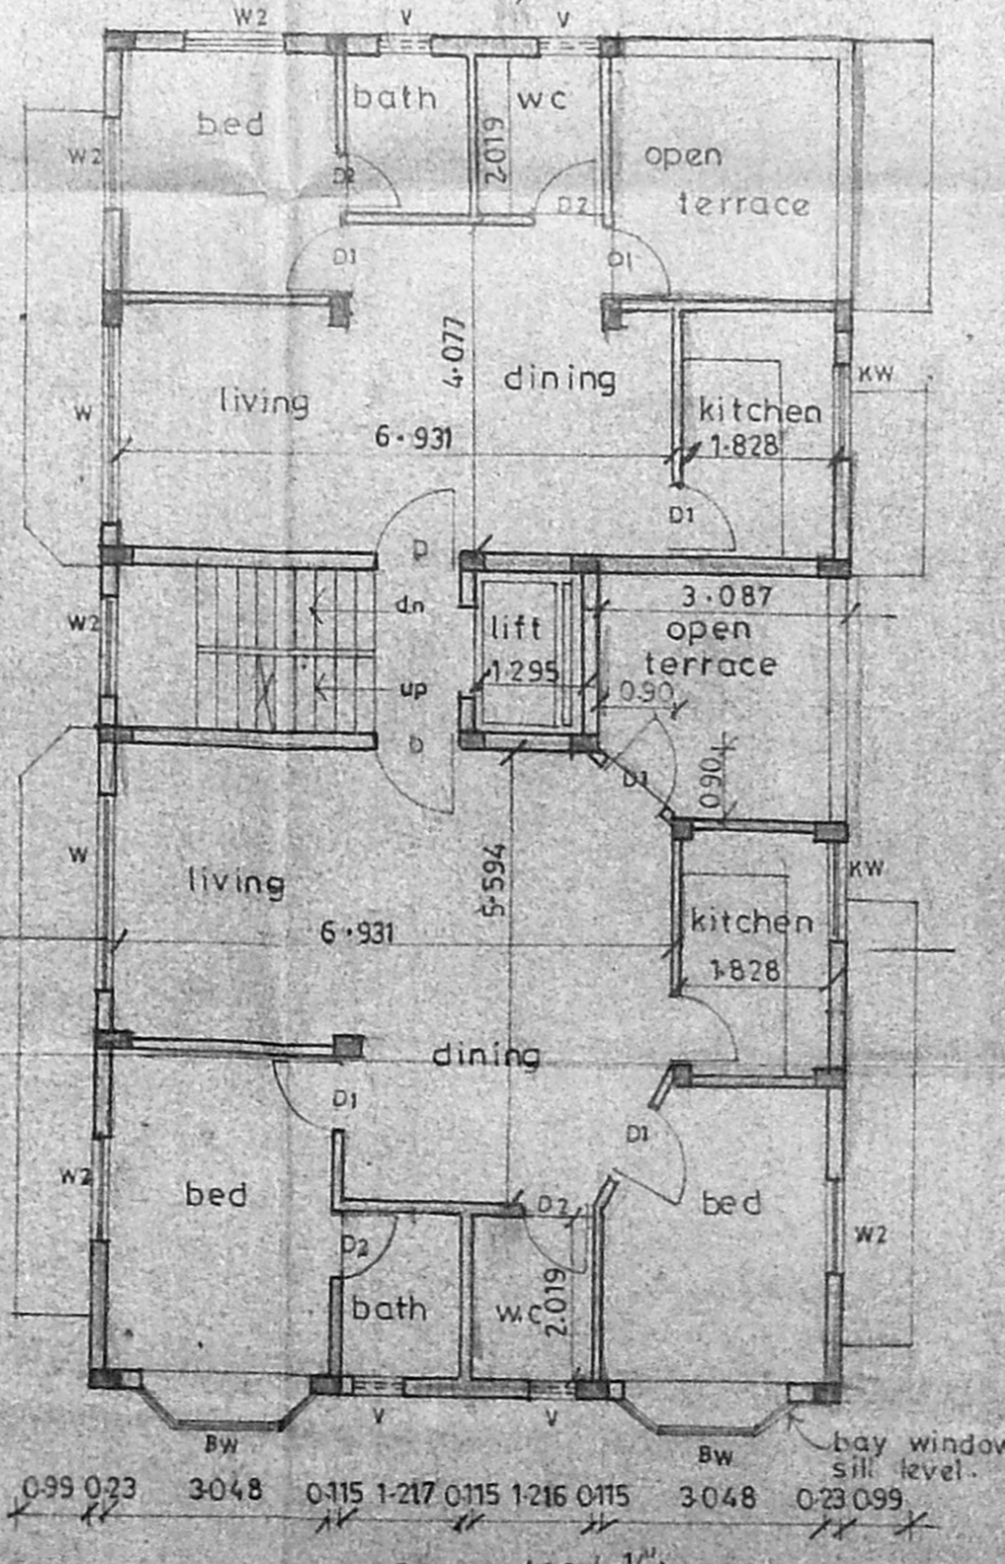 W2 V V
bed bath wc
2.019
open
terrace
W2
D2 D2
D1 D1
4.077
living dining
6.931
kitchen
1.828
KW
W
D1
D
dn
up
D
W2
lift
1.295
3.087
open
terrace
0.90
0.90
D1
W
living
5.594
6.931
kitchen
1.828
KW
dining
D1
D1
W2
bed
bed
D2
D2
W2
bath
w.c
2.019
V V
BW BW
bay window
sill level.
0.99 0.23 3.048 0.115 1.217 0.115 1.216 0.115 3.048 0.23 0.99